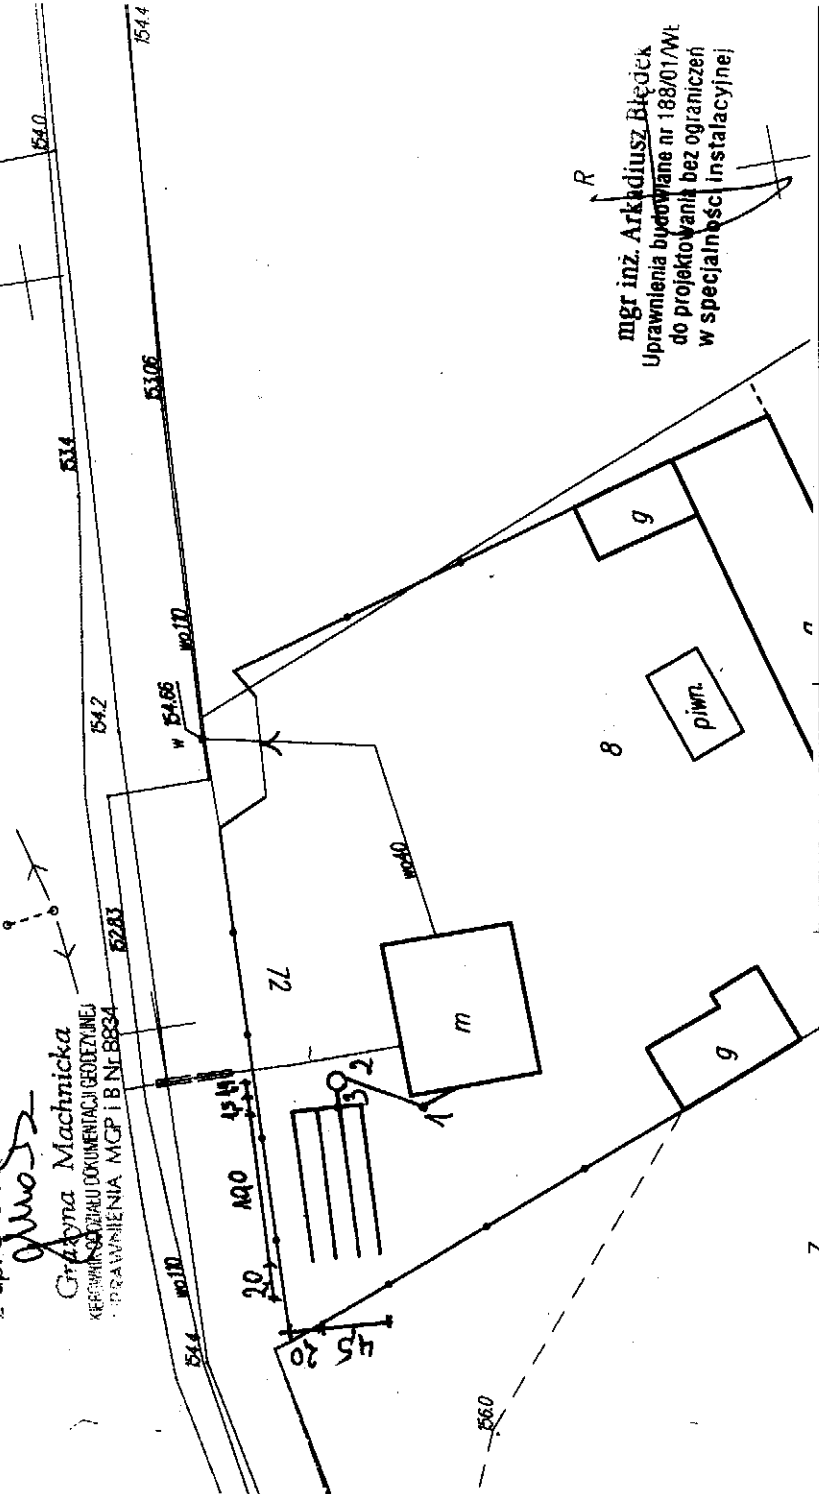 154.4
154.0
153.4
153.06
mgr inż. Arkadiusz Błędek
Uprawnienia budowlane nr 188/01/Wł
do projektowania bez ograniczeń
w specjalności instalacyjnej
R
wo110
w 154.66
154.2
g
piwn.
8
wo40
152.83
72
m
g
Grażyna Machnicka
KIEROWNIK ODDZIAŁU DOKUMENTACJI GEODEZYJNEJ
UPRAWNIENIA MGP i B Nr 8834
1
2
3
1,5
10,0
2,0
2,0
4,5
wo110
154.4
156.0